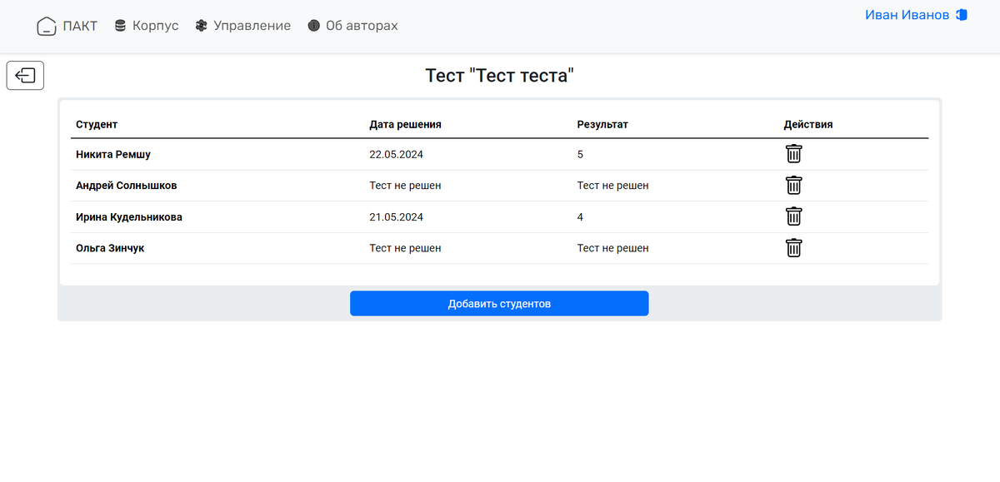 ПАКТ Корпус Управление Об авторах Иван Иванов
Тест "Тест теста"
Студент Дата решения Результат Действия
Никита Ремшу 22.05.2024 5
Андрей Солнышков Тест не решен Тест не решен
Ирина Кудельникова 21.05.2024 4
Ольга Зинчук Тест не решен Тест не решен
Добавить студентов